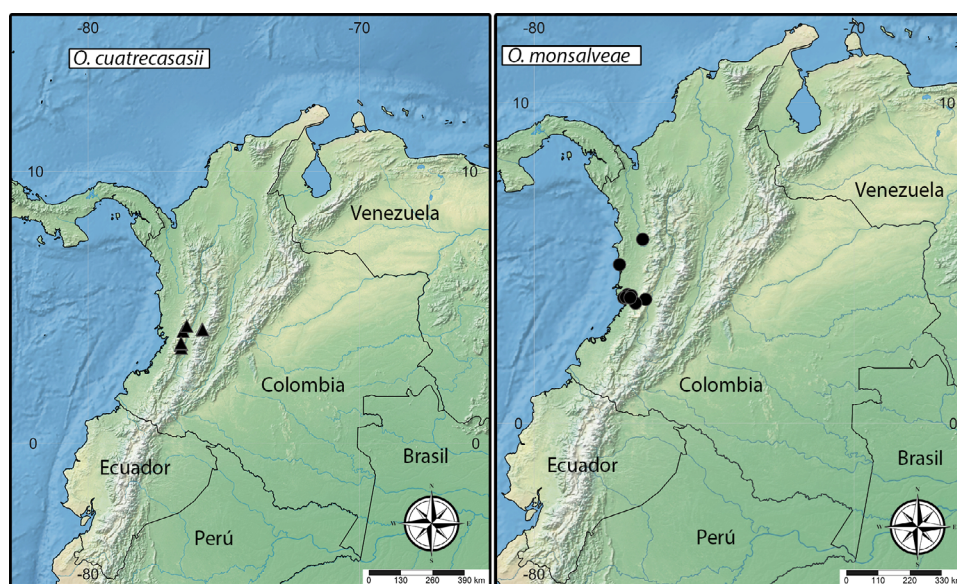 -80
-70
O. cuatrecasasii
10
10
Venezuela
Colombia
0
Brasil
Ecuador
Perú
N
W
E
S
-80
0 130 260 390 km
-80
-70
O. monsalveae
10
10
Venezuela
Colombia
0
0
Brasil
Ecuador
Perú
N
W
E
S
0 110 220 330 km